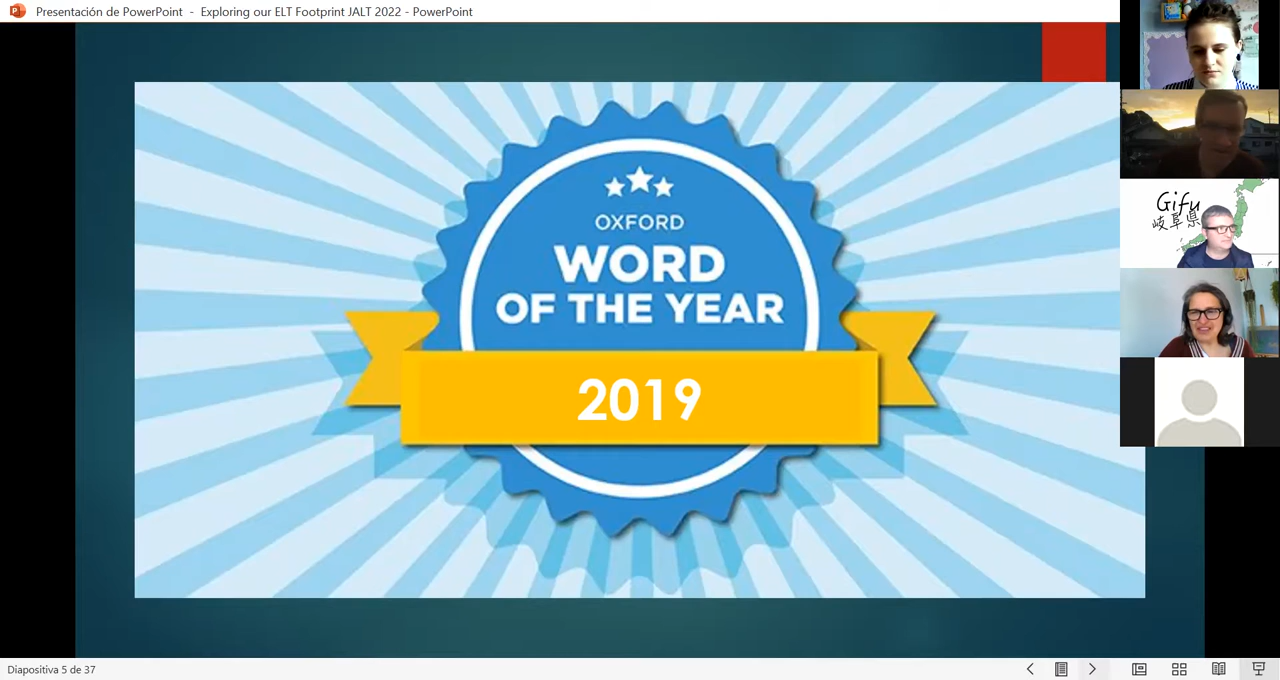 Presentación de PowerPoint - Exploring our ELT Footprint JALT 2022 - PowerPoint
OXFORD
WORD
OF THE YEAR
2019
Gifu
岐阜県
Diapositiva 5 de 37